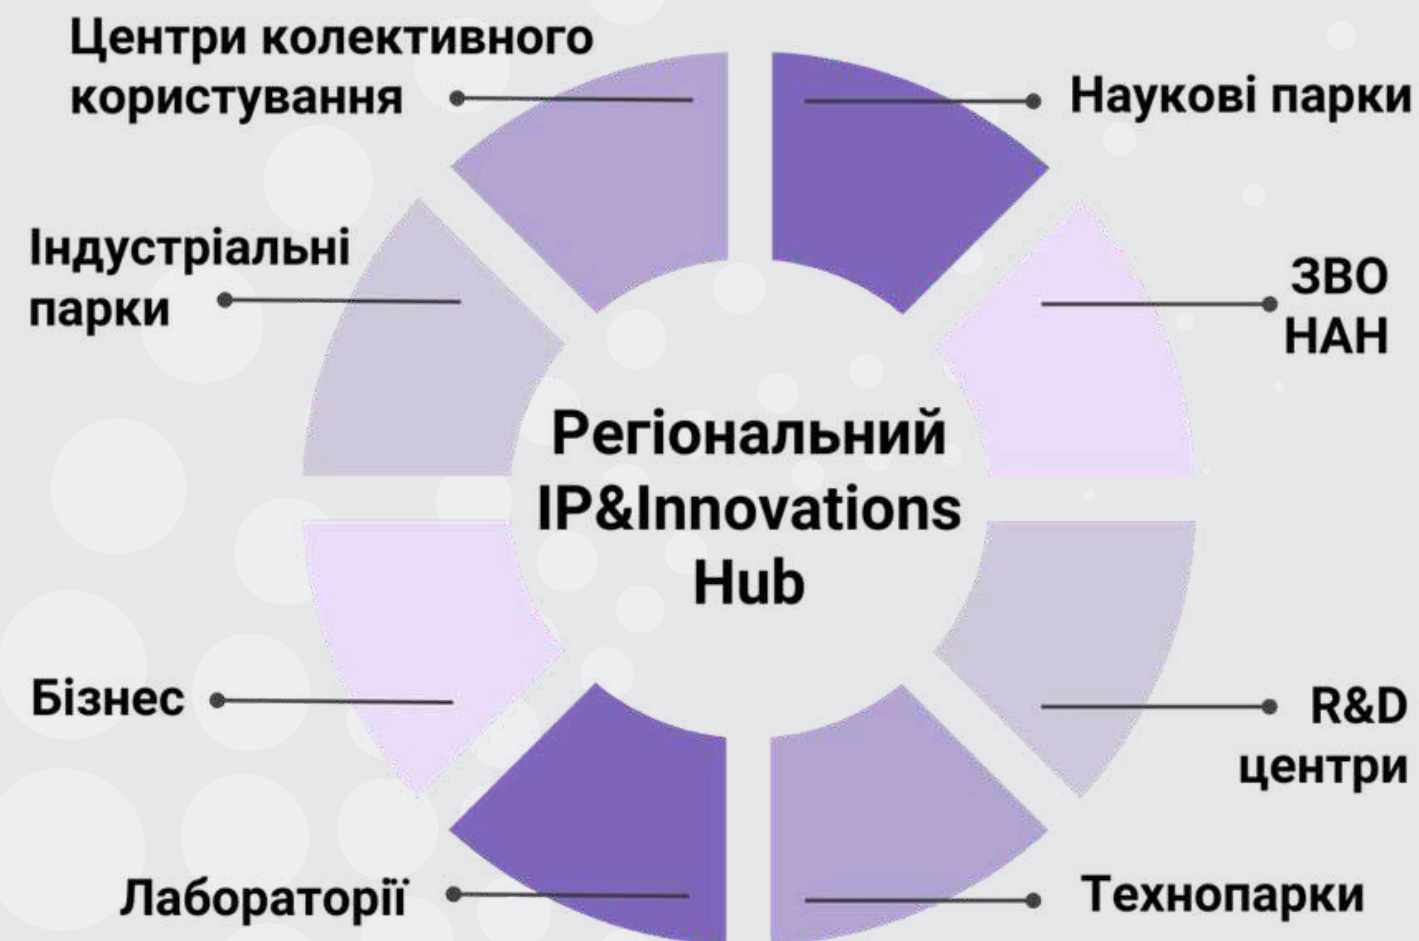 Центри колективного
користування
Наукові парки
Індустріальні
парки
ЗВО
НАН
Регіональний
IP&Innovations
Hub
Бізнес
R&D
центри
Лабораторії
Технопарки